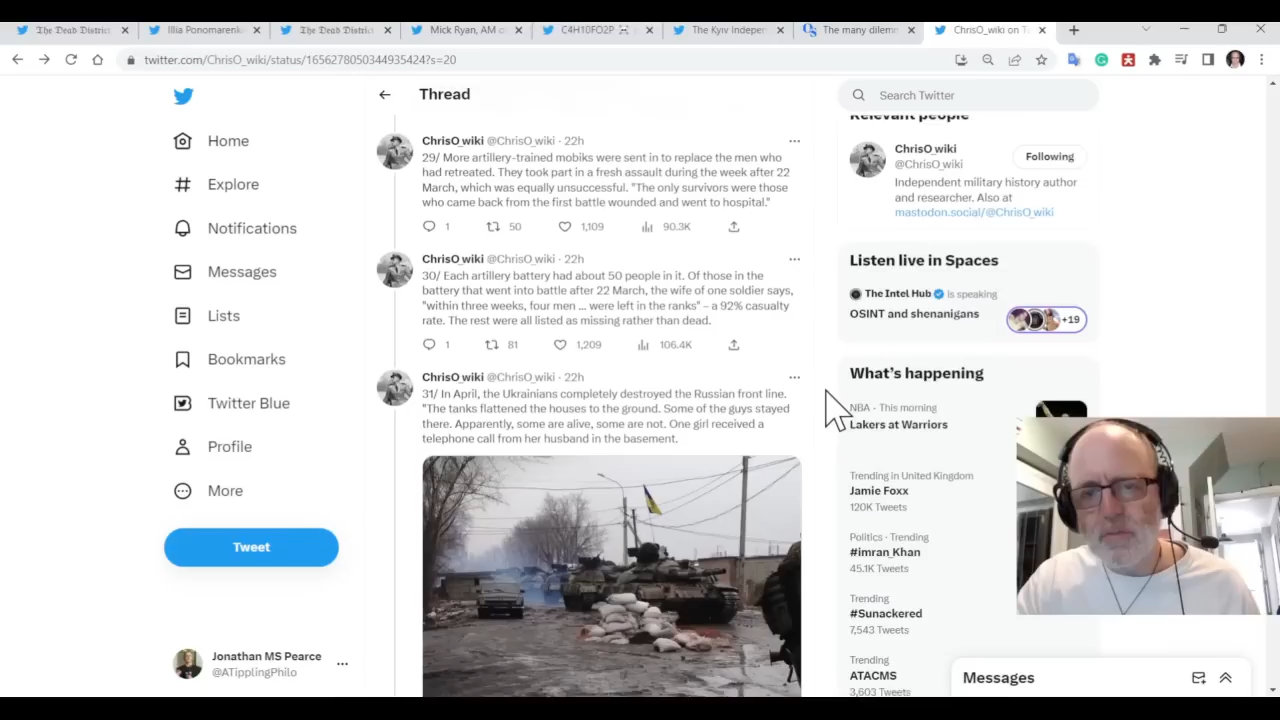 The Dead District
Illia Ponomarenk
The Dead District
Mick Ryan, AM
C4H10FO2P
The Kyiv Indepen
The many dilemm
ChrisO_wiki on T
twitter.com/ChrisO_wiki/status/1656278050344935424?s=20
Home
Explore
Notifications
Messages
Lists
Bookmarks
Twitter Blue
Profile
More
Tweet
Jonathan MS Pearce
@ATipplingPhilo
Thread
ChrisO_wiki @ChrisO_wiki · 22h
29/ More artillery-trained mobiks were sent in to replace the men who
had retreated. They took part in a fresh assault during the week after 22
March, which was equally unsuccessful. "The only survivors were those
who came back from the first battle wounded and went to hospital."
1 50 1,109 90.3K
ChrisO_wiki @ChrisO_wiki · 22h
30/ Each artillery battery had about 50 people in it. Of those in the
battery that went into battle after 22 March, the wife of one soldier says,
"within three weeks, four men ... were left in the ranks" – a 92% casualty
rate. The rest were all listed as missing rather than dead.
1 81 1,209 106.4K
ChrisO_wiki @ChrisO_wiki · 22h
31/ In April, the Ukrainians completely destroyed the Russian front line.
"The tanks flattened the houses to the ground. Some of the guys stayed
there. Apparently, some are alive, some are not. One girl received a
telephone call from her husband in the basement.
Search Twitter
Relevant people
ChrisO_wiki
@ChrisO_wiki
Following
Independent military history author
and researcher. Also at
mastodon.social/@ChrisO_wiki
Listen live in Spaces
The Intel Hub is speaking
OSINT and shenanigans
+19
What's happening
NBA · This morning
Lakers at Warriors
Trending in United Kingdom
Jamie Foxx
120K Tweets
Politics · Trending
#imran_Khan
45.1K Tweets
Trending
#Sunackered
7,543 Tweets
Trending
ATACMS
3,603 Tweets
Messages